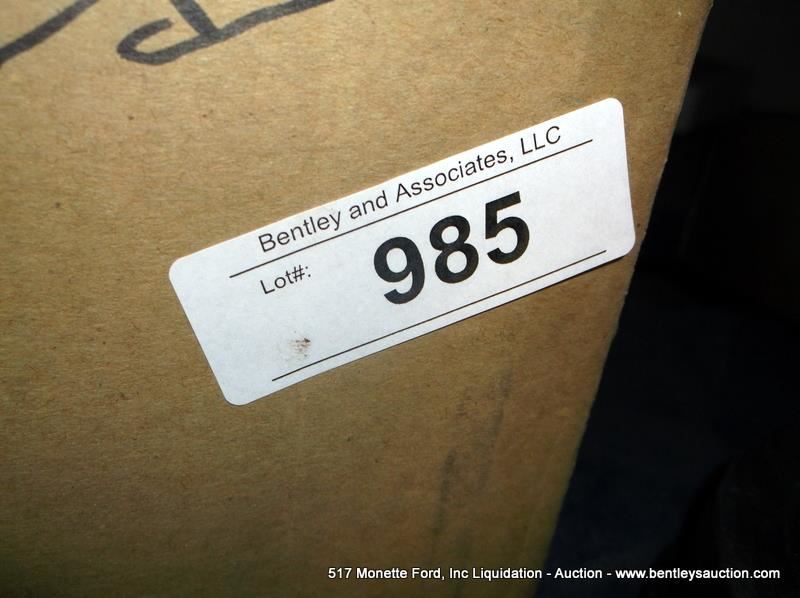 Bentley and Associates, LLC
Lot#: 985
517 Monette Ford, Inc Liquidation - Auction - www.bentleysauction.com